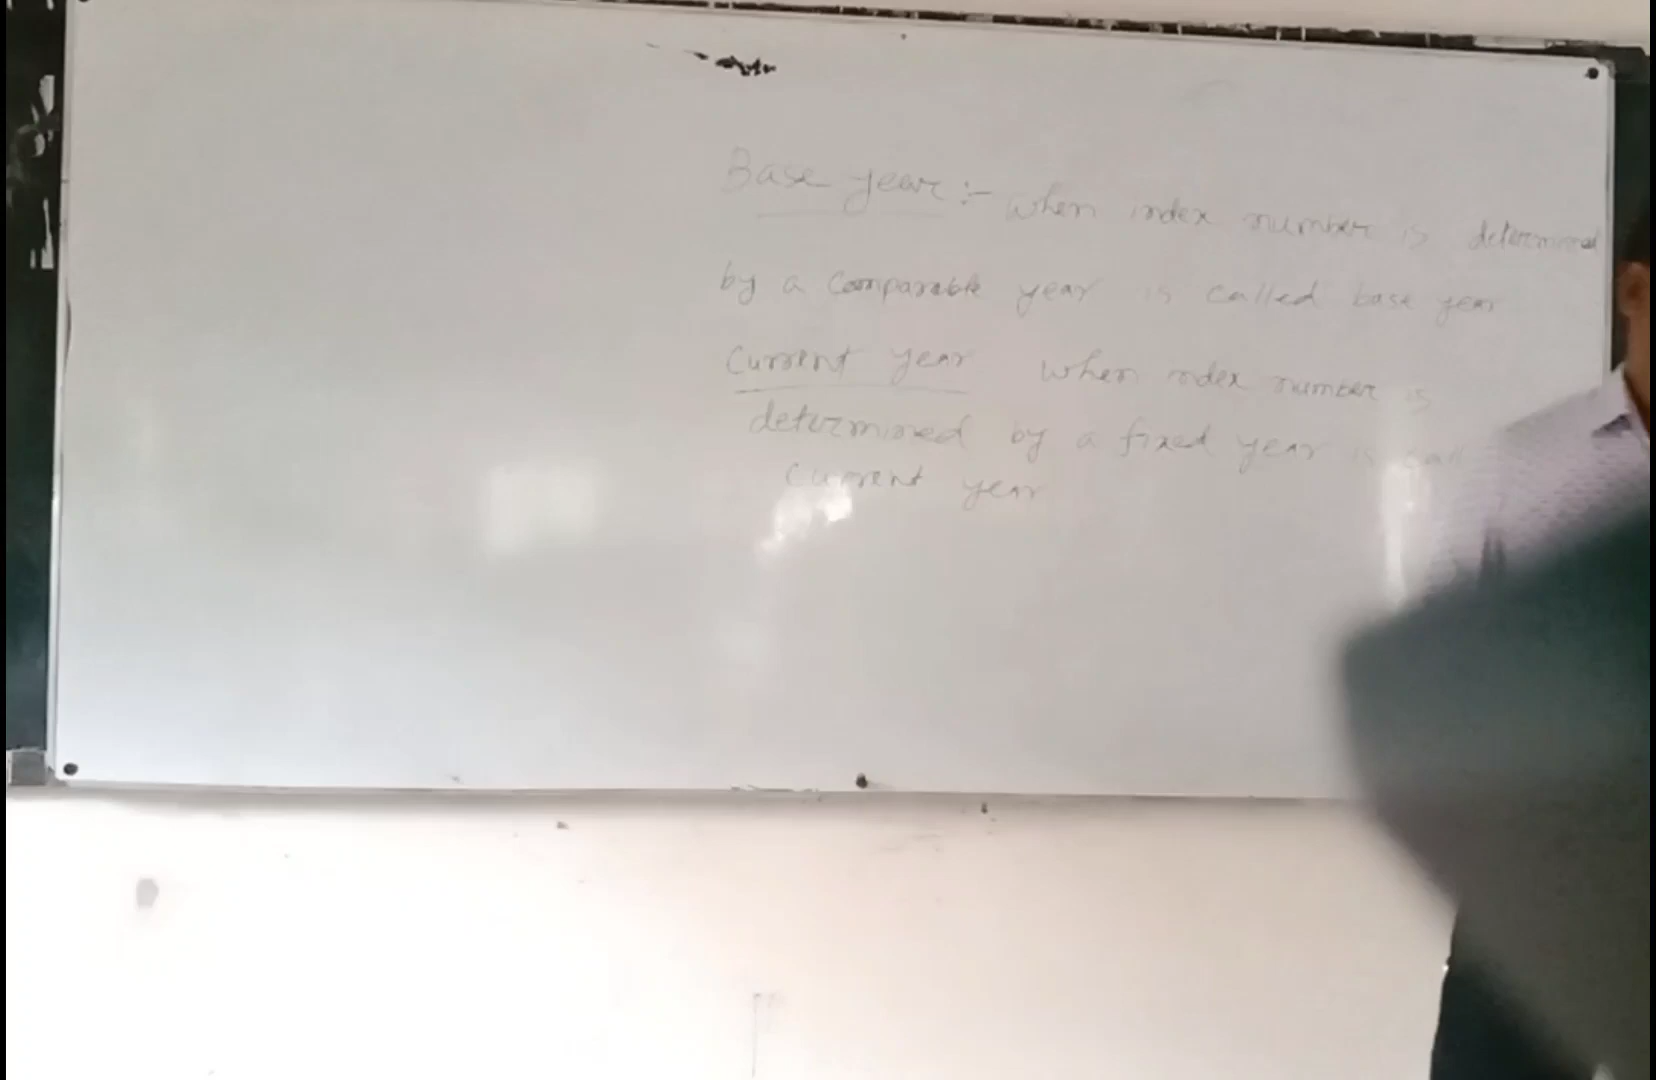 Base year :- When index number is determined
by a comparable year is called base year
Current year When index number is
determined by a fixed year is call
Current year